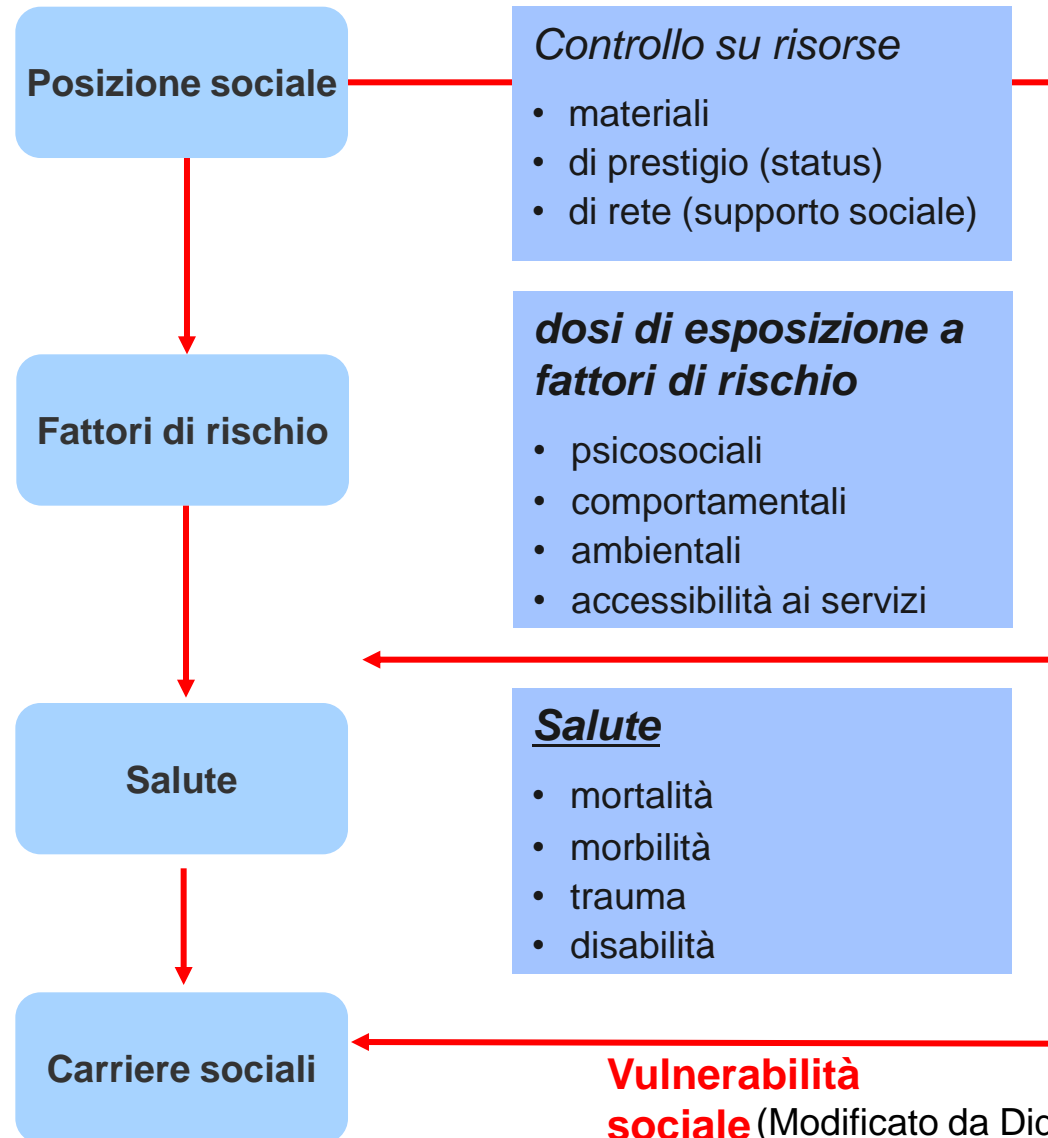 Posizione sociale
Controllo su risorse
• materiali
• di prestigio (status)
• di rete (supporto sociale)
Fattori di rischio
dosi di esposizione a
fattori di rischio
• psicosociali
• comportamentali
• ambientali
• accessibilità ai servizi
Salute
Salute
• mortalità
• morbilità
• trauma
• disabilità
Carriere sociali
Vulnerabilità
sociale (Modificato da